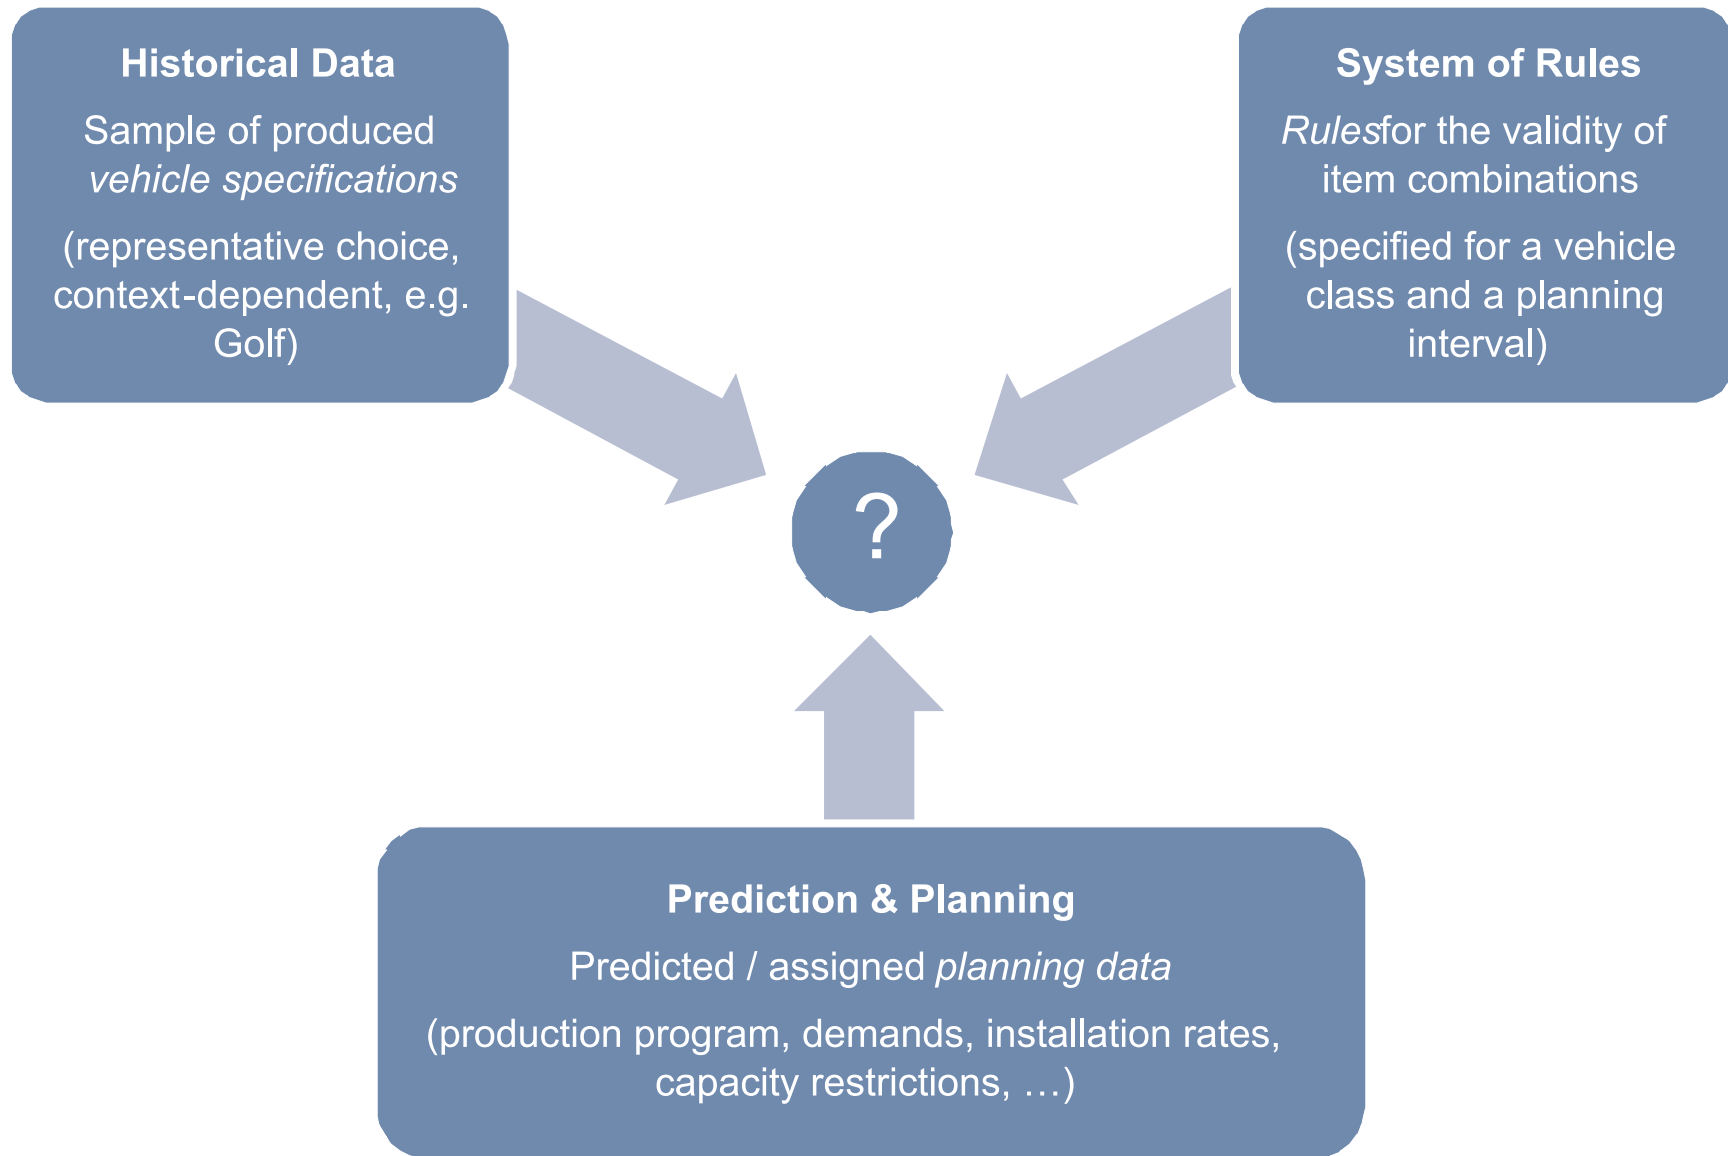 Historical Data
Sample of produced
vehicle specifications
(representative choice,
context-dependent, e.g.
Golf)
System of Rules
Rulesfor the validity of
item combinations
(specified for a vehicle
class and a planning
interval)
?
Prediction & Planning
Predicted / assigned planning data
(production program, demands, installation rates,
capacity restrictions, …)